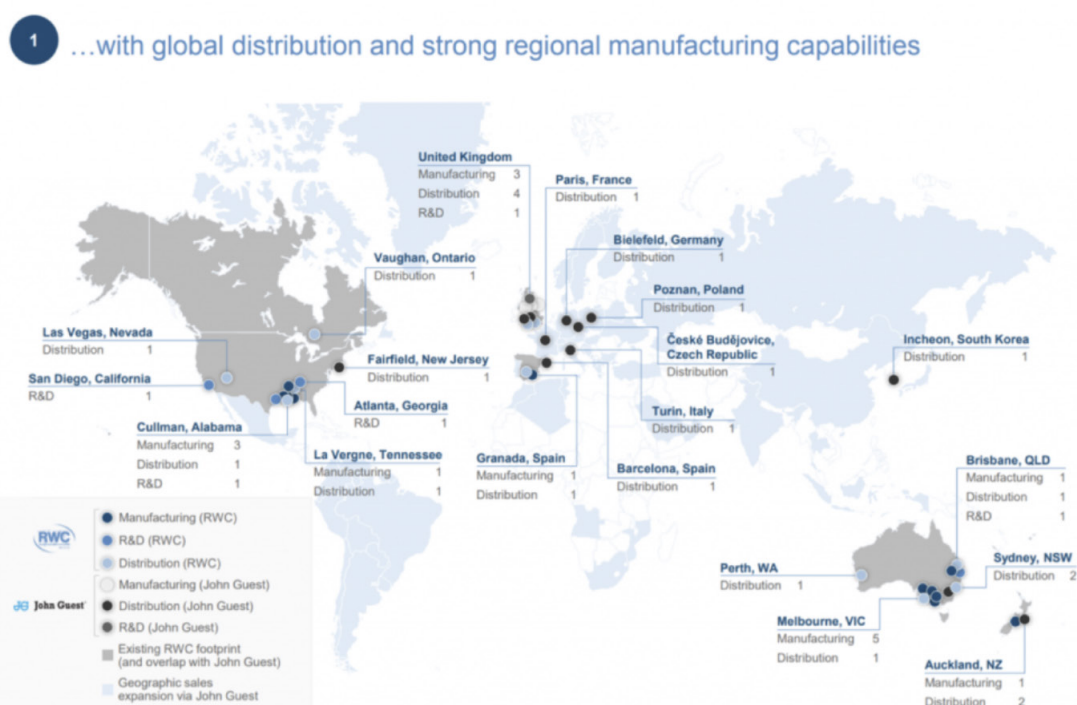 1
...with global distribution and strong regional manufacturing capabilities
United Kingdom
Manufacturing 3
Distribution 4
R&D 1
Paris, France
Distribution 1
Bielefeld, Germany
Distribution 1
Vaughan, Ontario
Distribution 1
Poznan, Poland
Distribution 1
Las Vegas, Nevada
Distribution 1
České Budějovice,
Czech Republic
Distribution 1
Incheon, South Korea
Distribution 1
Fairfield, New Jersey
Distribution 1
San Diego, California
R&D 1
Atlanta, Georgia
R&D 1
Turin, Italy
Distribution 1
Cullman, Alabama
Manufacturing 3
Distribution 1
R&D 1
La Vergne, Tennessee
Manufacturing 1
Distribution 1
Granada, Spain
Manufacturing 1
Distribution 1
Barcelona, Spain
Distribution 1
Brisbane, QLD
Manufacturing 1
Distribution 1
R&D 1
Sydney, NSW
Distribution 2
Perth, WA
Distribution 1
Melbourne, VIC
Manufacturing 5
Distribution 1
Auckland, NZ
Manufacturing 1
Distribution 2
RWC
Manufacturing (RWC)
R&D (RWC)
Distribution (RWC)
John Guest
Manufacturing (John Guest)
Distribution (John Guest)
R&D (John Guest)
Existing RWC footprint
(and overlap with John Guest)
Geographic sales
expansion via John Guest